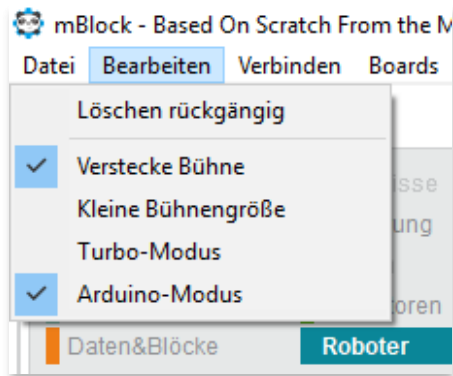 mBlock - Based On Scratch From the M
Datei Bearbeiten Verbinden Boards
Löschen rückgängig
Verstecke Bühne
Kleine Bühnengröße
Turbo-Modus
Arduino-Modus
Daten&Blöcke Roboter